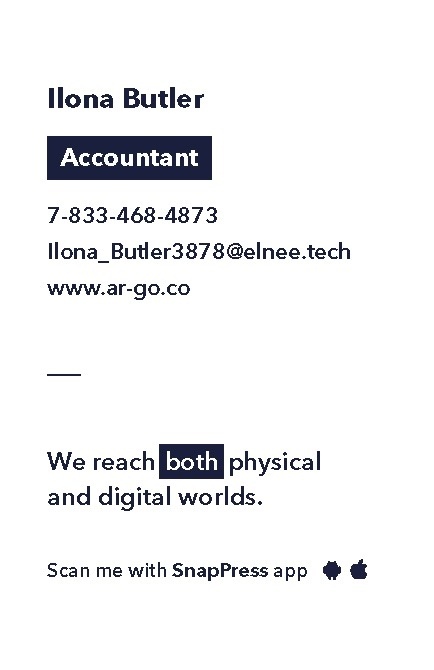 Ilona Butler
Accountant
7-833-468-4873
Ilona_Butler3878@elnee.tech
www.ar-go.co
We reach both physical
and digital worlds.
Scan me with SnapPress app